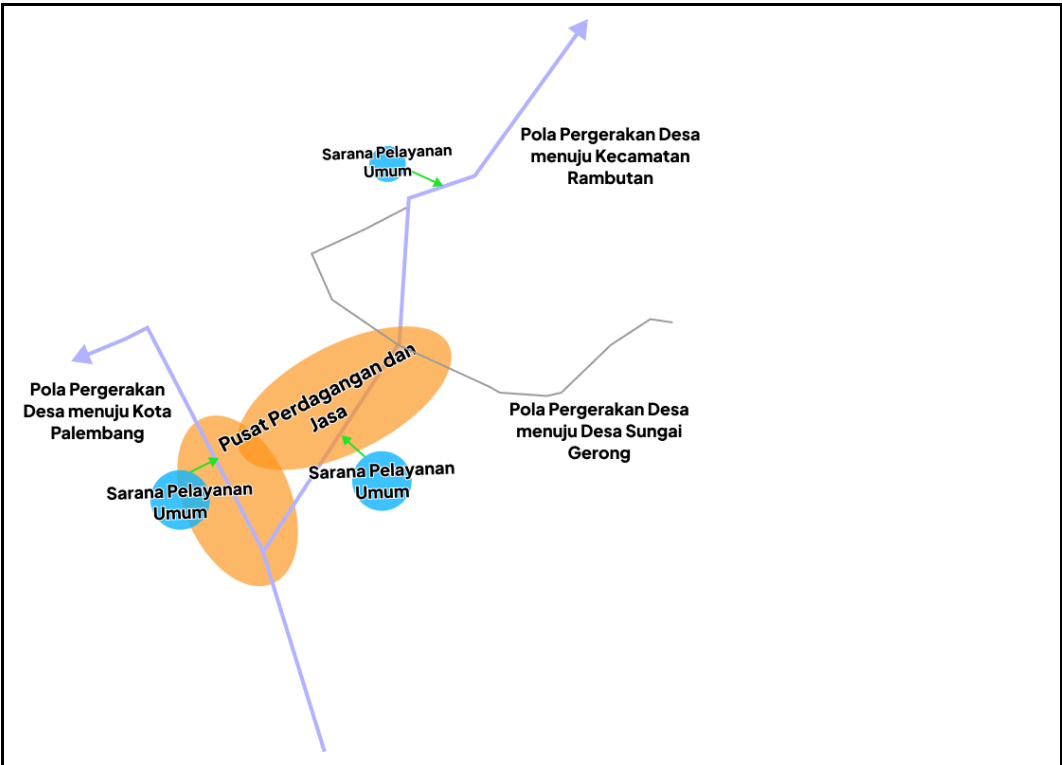 Pola Pergerakan Desa
menuju Kecamatan
Rambutan
Sarana Pelayanan
Umum
Pusat Perdagangan dan
Jasa
Pola Pergerakan
Desa menuju Kota
Palembang
Pola Pergerakan Desa
menuju Desa Sungai
Gerong
Sarana Pelayanan
Umum
Sarana Pelayanan
Umum